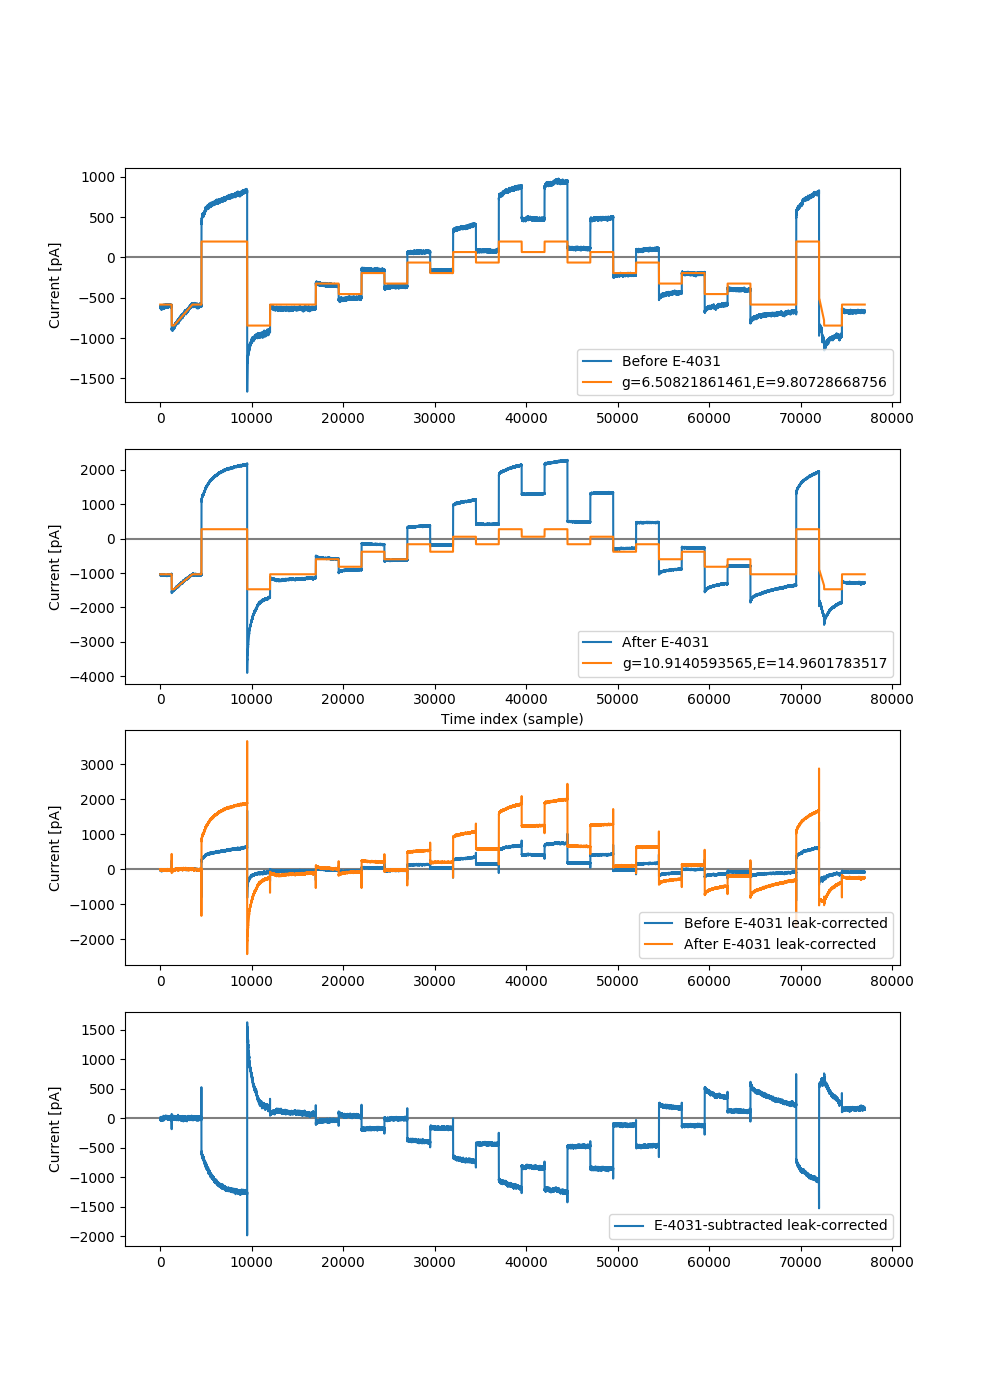 1000
500
0
−500
−1000
−1500
Current [pA]
Before E-4031
g=6.50821861461,E=9.80728668756
0 10000 20000 30000 40000 50000 60000 70000 80000
2000
1000
0
−1000
−2000
−3000
−4000
Current [pA]
After E-4031
g=10.9140593565,E=14.9601783517
0 10000 20000 30000 40000 50000 60000 70000 80000
Time index (sample)
3000
2000
1000
0
−1000
−2000
Current [pA]
Before E-4031 leak-corrected
After E-4031 leak-corrected
0 10000 20000 30000 40000 50000 60000 70000 80000
1500
1000
500
0
−500
−1000
−1500
−2000
Current [pA]
E-4031-subtracted leak-corrected
0 10000 20000 30000 40000 50000 60000 70000 80000